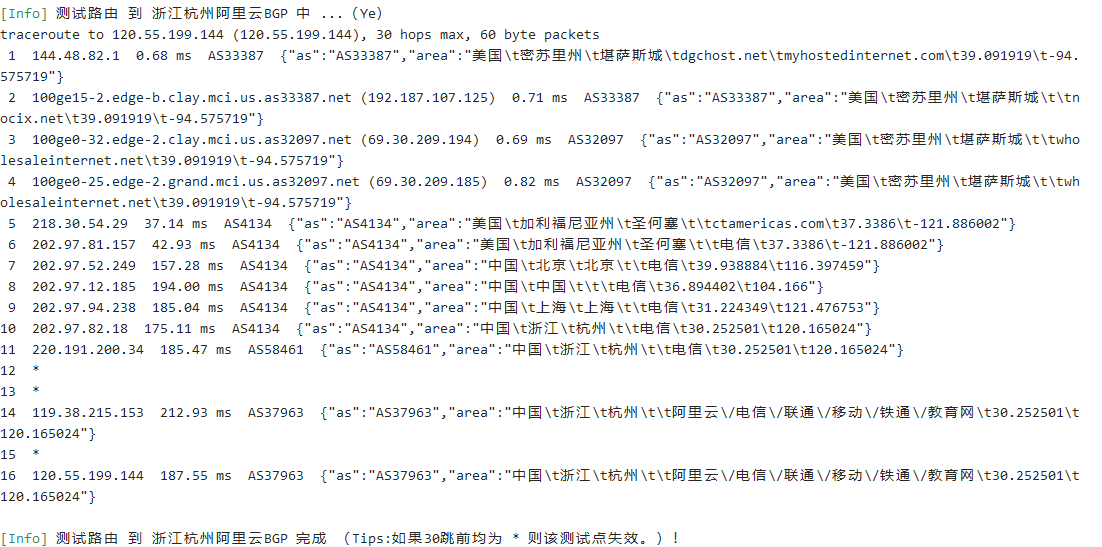 [Info] 测试路由 到 浙江杭州阿里云BGP 中 ...（Ye）
traceroute to 120.55.199.144 (120.55.199.144), 30 hops max, 60 byte packets
1 144.48.82.1 0.68 ms AS33387 {"as":"AS33387","area":"美国\t密苏里州\t堪萨斯城\tdgchost.net\tmyhostedinternet.com\t39.091919\t-94.
575719"}
2 100ge15-2.edge-b.clay.mci.us.as33387.net (192.187.107.125) 0.71 ms AS33387 {"as":"AS33387","area":"美国\t密苏里州\t堪萨斯城\t\tn
ocix.net\t39.091919\t-94.575719"}
3 100ge0-32.edge-2.clay.mci.us.as32097.net (69.30.209.194) 0.69 ms AS32097 {"as":"AS32097","area":"美国\t密苏里州\t堪萨斯城\t\twho
lesaleinternet.net\t39.091919\t-94.575719"}
4 100ge0-25.edge-2.grand.mci.us.as32097.net (69.30.209.185) 0.82 ms AS32097 {"as":"AS32097","area":"美国\t密苏里州\t堪萨斯城\t\twh
olesaleinternet.net\t39.091919\t-94.575719"}
5 218.30.54.29 37.14 ms AS4134 {"as":"AS4134","area":"美国\t加利福尼亚州\t圣何塞\t\tctamericas.com\t37.3386\t-121.886002"}
6 202.97.81.157 42.93 ms AS4134 {"as":"AS4134","area":"美国\t加利福尼亚州\t圣何塞\t\t电信\t37.3386\t-121.886002"}
7 202.97.52.249 157.28 ms AS4134 {"as":"AS4134","area":"中国\t北京\t北京\t\t电信\t39.938884\t116.397459"}
8 202.97.12.185 194.00 ms AS4134 {"as":"AS4134","area":"中国\t中国\t\t\t电信\t36.894402\t104.166"}
9 202.97.94.238 185.04 ms AS4134 {"as":"AS4134","area":"中国\t上海\t上海\t\t电信\t31.224349\t121.476753"}
10 202.97.82.18 175.11 ms AS4134 {"as":"AS4134","area":"中国\t浙江\t杭州\t\t电信\t30.252501\t120.165024"}
11 220.191.200.34 185.47 ms AS58461 {"as":"AS58461","area":"中国\t浙江\t杭州\t\t电信\t30.252501\t120.165024"}
12 *
13 *
14 119.38.215.153 212.93 ms AS37963 {"as":"AS37963","area":"中国\t浙江\t杭州\t\t阿里云\/电信\/联通\/移动\/铁通\/教育网\t30.252501\t
120.165024"}
15 *
16 120.55.199.144 187.55 ms AS37963 {"as":"AS37963","area":"中国\t浙江\t杭州\t\t阿里云\/电信\/联通\/移动\/铁通\/教育网\t30.252501\t
120.165024"}
[Info] 测试路由 到 浙江杭州阿里云BGP 完成 （Tips:如果30跳前均为 * 则该测试点失效。）！